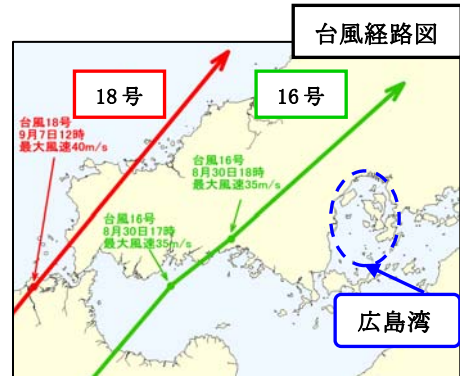 台風経路図
18号
16号
台風18号
9月7日12時
最大風速40m/s
台風16号
8月30日18時
最大風速35m/s
台風16号
8月30日17時
最大風速35m/s
広島湾